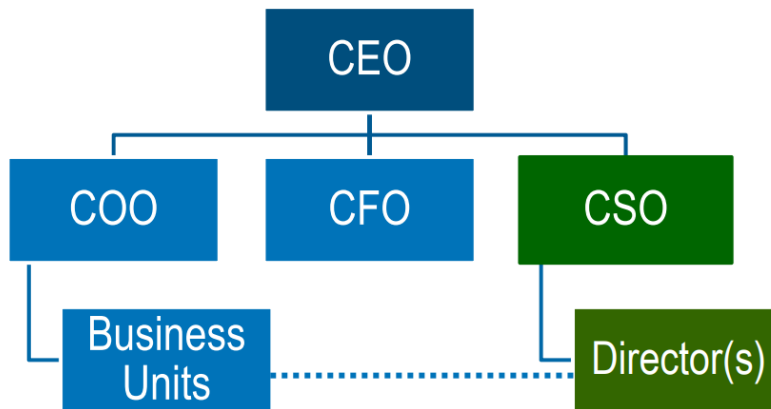 CEO
COO
CFO
CSO
Business
Units
Director(s)